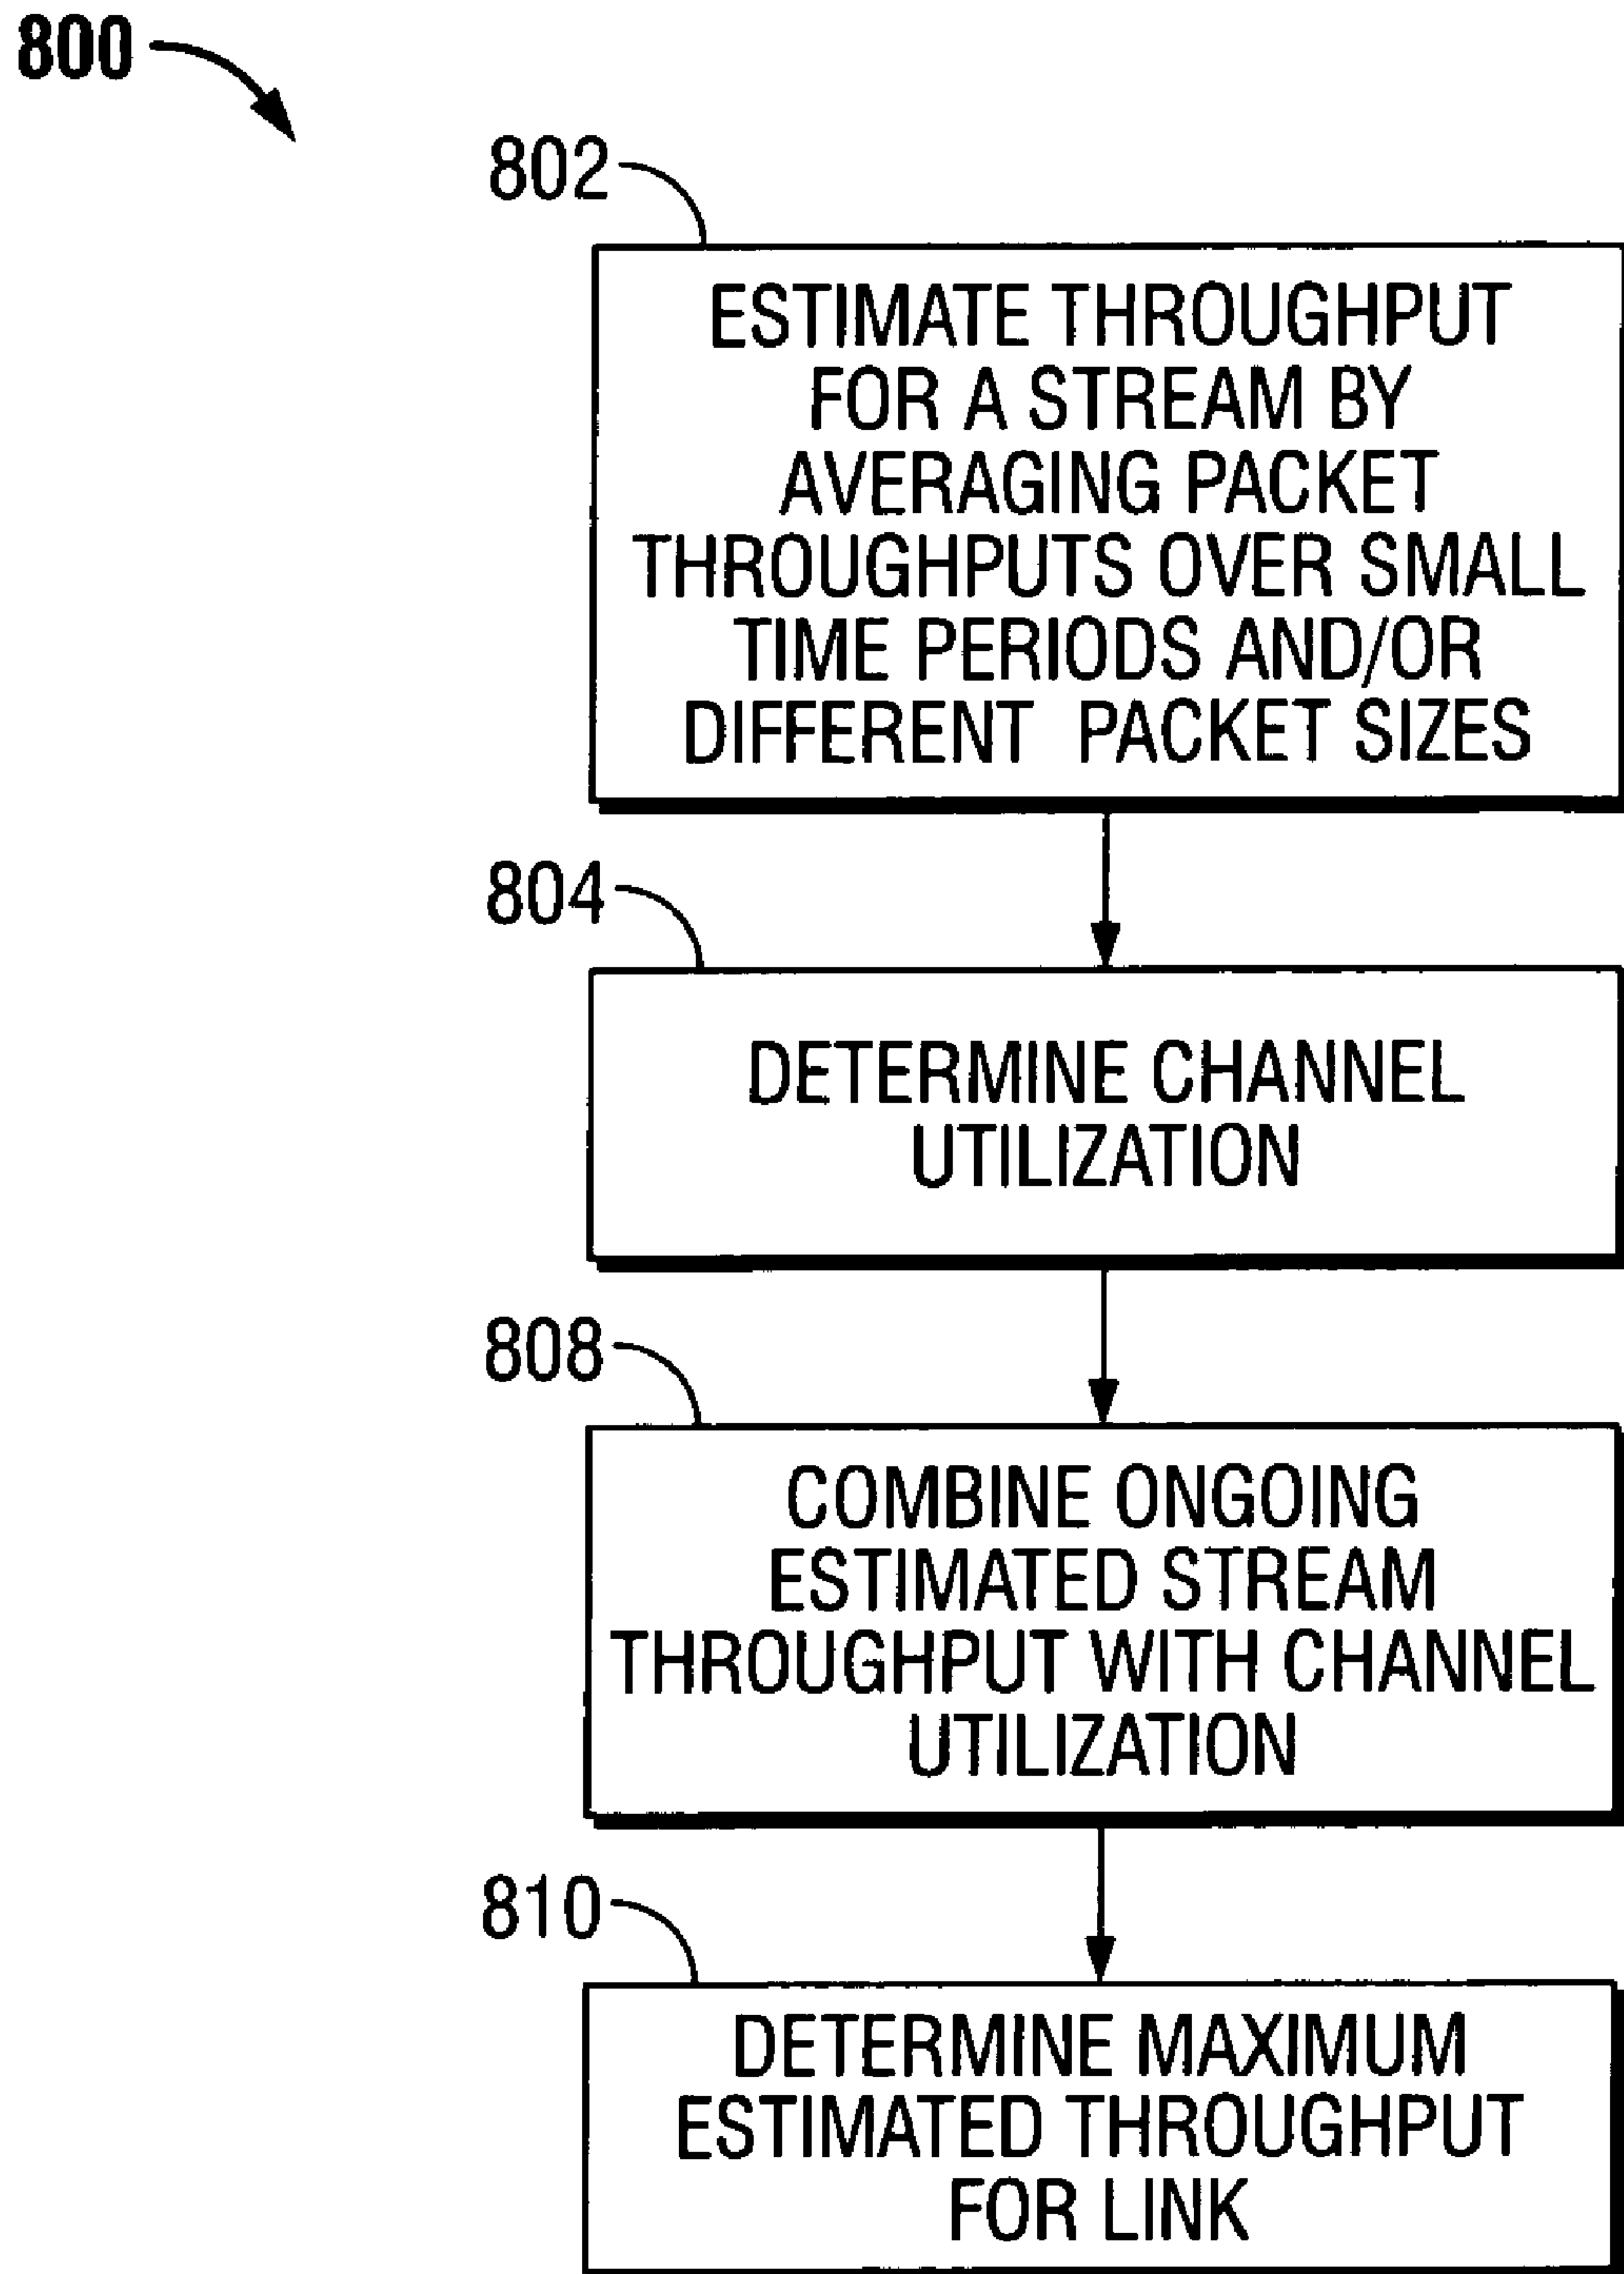 800
802
ESTIMATE THROUGHPUT
FOR A STREAM BY
AVERAGING PACKET
THROUGHPUTS OVER SMALL
TIME PERIODS AND/OR
DIFFERENT PACKET SIZES
804
DETERMINE CHANNEL
UTILIZATION
808
COMBINE ONGOING
ESTIMATED STREAM
THROUGHPUT WITH CHANNEL
UTILIZATION
810
DETERMINE MAXIMUM
ESTIMATED THROUGHPUT
FOR LINK